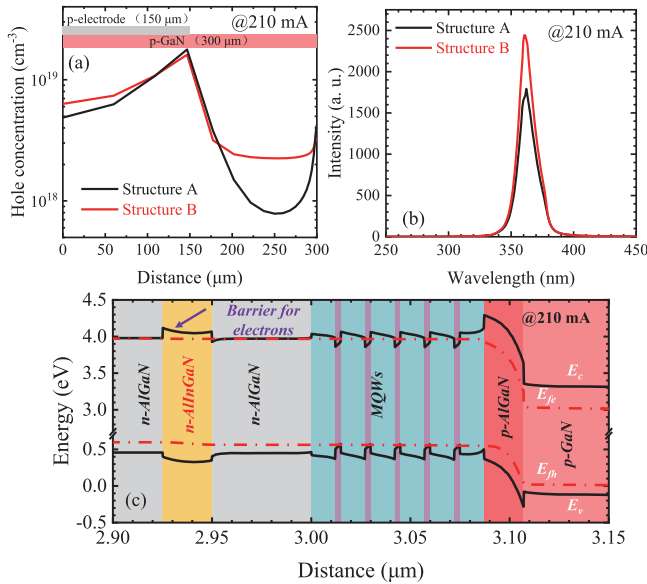 p-electrode (150 μm)
@210 mA
p-GaN (300 μm)
(a)
Hole concentration (cm⁻³)
10¹⁹
10¹⁸
Structure A
Structure B
0 50 100 150 200 250 300
Distance (μm)
Structure A
Structure B
@210 mA
(b)
Intensity (a. u.)
2500
2000
1500
1000
500
0
250 300 350 400 450
Wavelength (nm)
Energy (eV)
4.5
4.0
3.5
3.0
0.5
0.0
-0.5
Barrier for
electrons
@210 mA
n-AlGaN
n-AlInGaN
n-AlGaN
MQWs
p-AlGaN
p-GaN
E_c
E_fe
E_fh
E_v
(c)
2.90 2.95 3.00 3.05 3.10 3.15
Distance (μm)